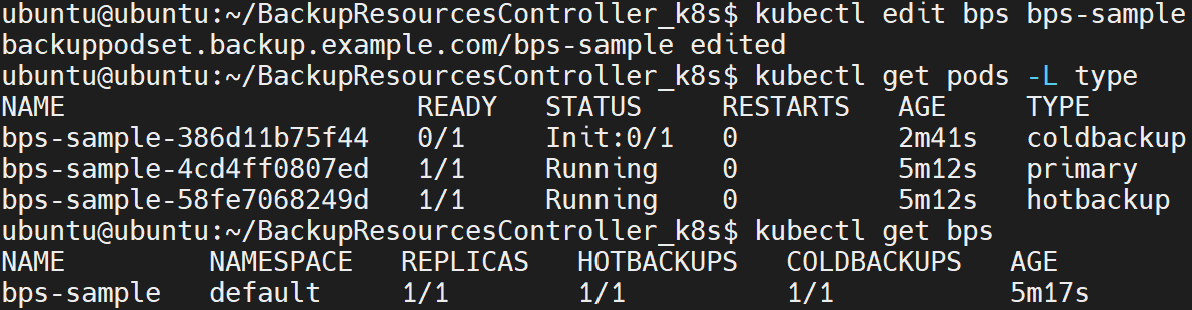 ubuntu@ubuntu:~/BackupResourcesController_k8s$ kubectl edit bps bps-sample
backuppodset.backup.example.com/bps-sample edited
ubuntu@ubuntu:~/BackupResourcesController_k8s$ kubectl get pods -L type
NAME READY STATUS RESTARTS AGE TYPE
bps-sample-386d11b75f44 0/1 Init:0/1 0 2m41s coldbackup
bps-sample-4cd4ff0807ed 1/1 Running 0 5m12s primary
bps-sample-58fe7068249d 1/1 Running 0 5m12s hotbackup
ubuntu@ubuntu:~/BackupResourcesController_k8s$ kubectl get bps
NAME NAMESPACE REPLICAS HOTBACKUPS COLDBACKUPS AGE
bps-sample default 1/1 1/1 1/1 5m17s